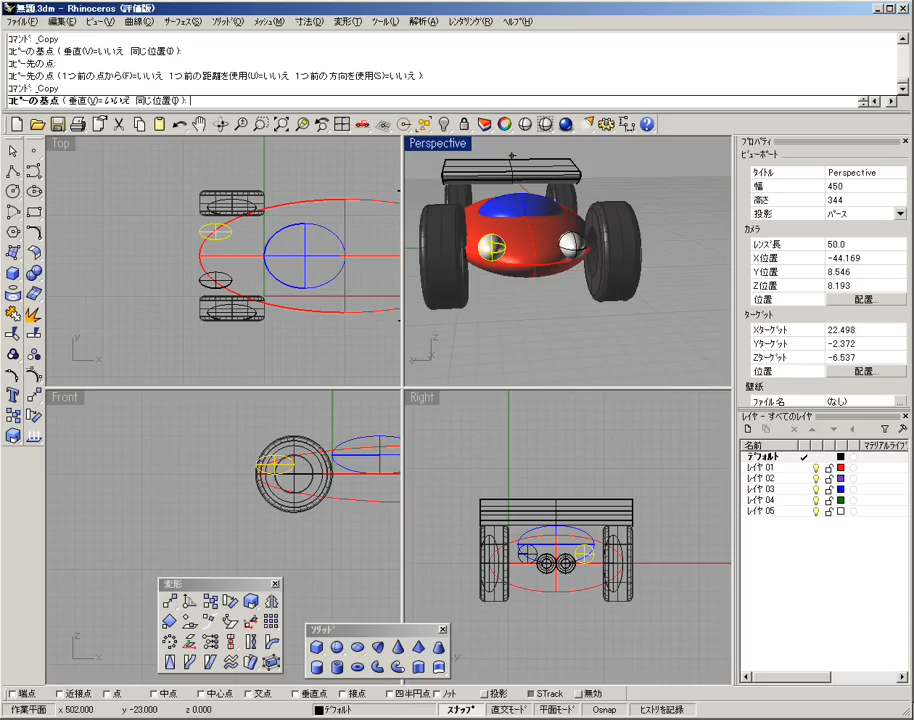 無題.3dm - Rhinoceros (評価版)
ファイル(F) 編集(E) ビュー(V) 曲線(C) サーフェス(S) ソリッド(O) メッシュ(M) 寸法(D) 変形(T) ツール(L) 解析(A) レンダリング(R) ヘルプ(H)
コマンド: _Copy
コピーの基点 ( 垂直(V)=いいえ 同じ位置(I) ):
コピー先の点:
コピー先の点 ( 1つ前の点から(F)=いいえ 1つ前の距離を使用(U)=いいえ 1つ前の方向を使用(S)=いいえ ):
コマンド: _Copy
コピーの基点 ( 垂直(V)=いいえ 同じ位置(I) ):
Top
Perspective
Front
Right
y
x
z
y
z
x
z
y
変形
ソリッド
プロパティ
ビューポート
タイトル Perspective
幅 450
高さ 344
投影 パース
カメラ
レンズ長 50.0
X位置 -44.169
Y位置 8.546
Z位置 8.193
位置 配置...
ターゲット
Xターゲット 22.498
Yターゲット -2.372
Zターゲット -6.537
位置 配置...
壁紙
ファイル名 (なし) ...
レイヤ - すべてのレイヤ
名前 マテリアル ライブ
デフォルト
レイヤ 01
レイヤ 02
レイヤ 03
レイヤ 04
レイヤ 05
端点 近接点 点 中点 中心点 交点 垂直点 接点 四半円点 ノット 投影 STrack 無効
作業平面 x 502.000 y -23.000 z 0.000 デフォルト スナップ 直交モード 平面モード Osnap ヒストリを記録